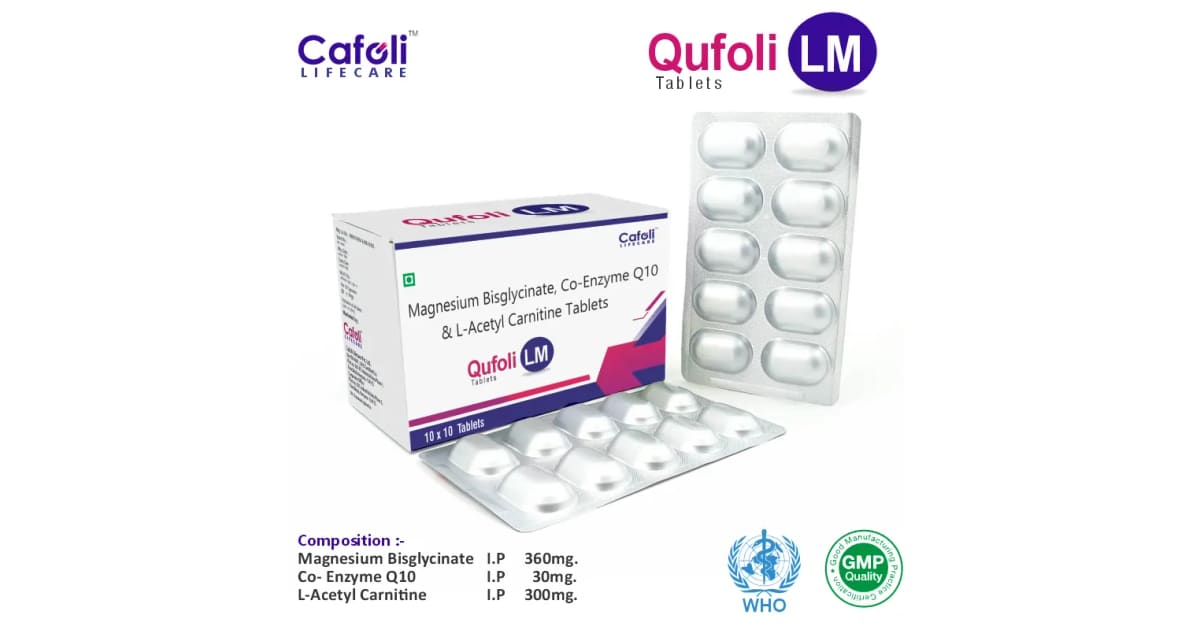 Cafoli™
LIFECARE
Qufoli LM
Tablets
Qufoli LM
Tablets
Cafoli
LIFECARE
Magnesium Bisglycinate, Co-Enzyme Q10
& L-Acetyl Carnitine Tablets
Qufoli LM
Tablets
10 x 10 Tablets
Cafoli
Composition :-
Magnesium Bisglycinate I.P 360mg.
Co- Enzyme Q10 I.P 30mg.
L-Acetyl Carnitine I.P 300mg.
WHO
Good Manufacturing
GMP
Quality
Practice Certification